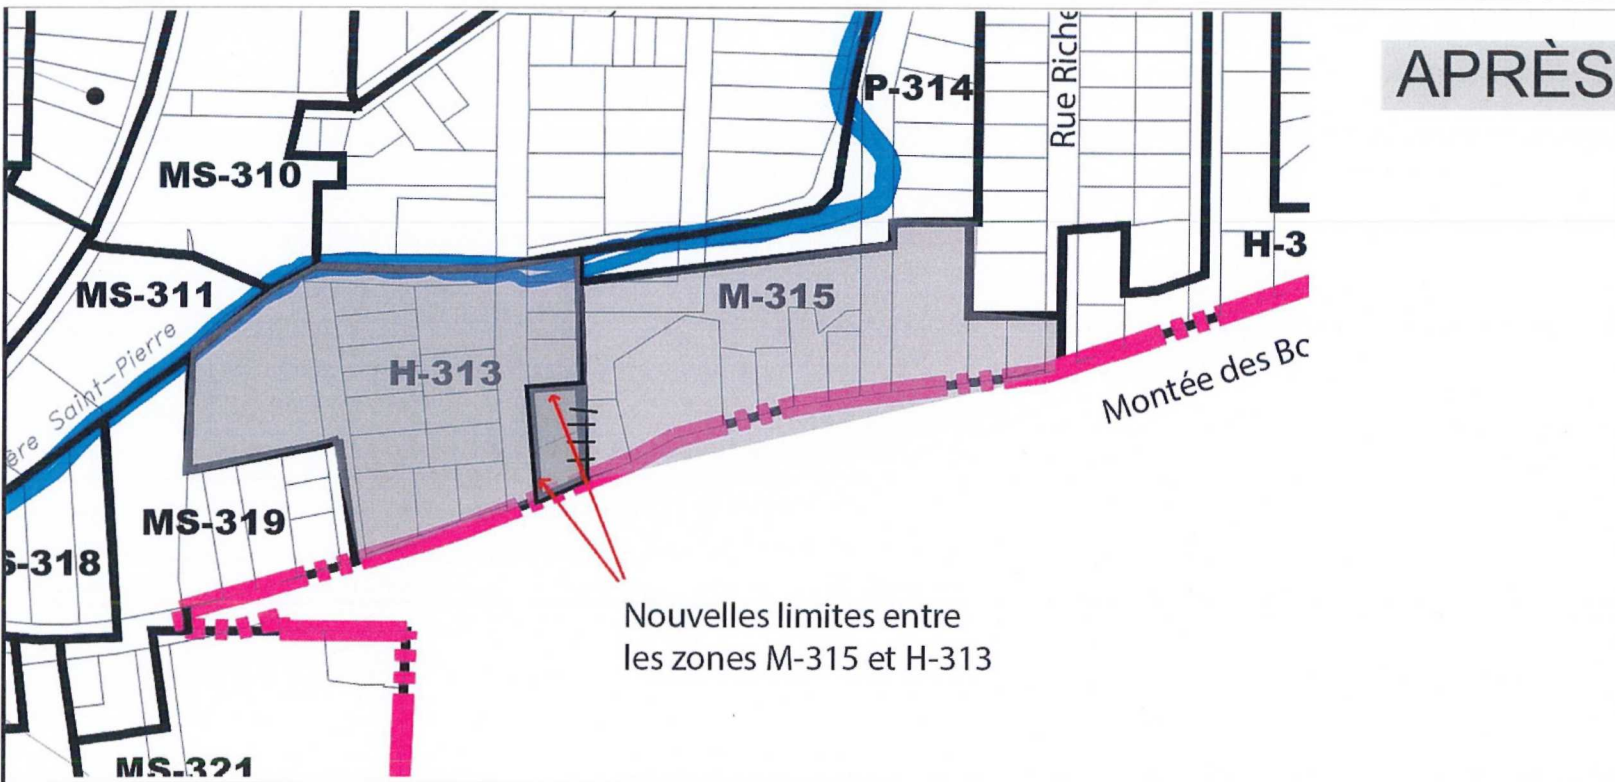 APRÈS
P-314
Rue Riche
MS-310
H-3
MS-311
M-315
H-313
ère Saint-Pierre
Montée des Bo
MS-319
S-318
Nouvelles limites entre
les zones M-315 et H-313
MS-321